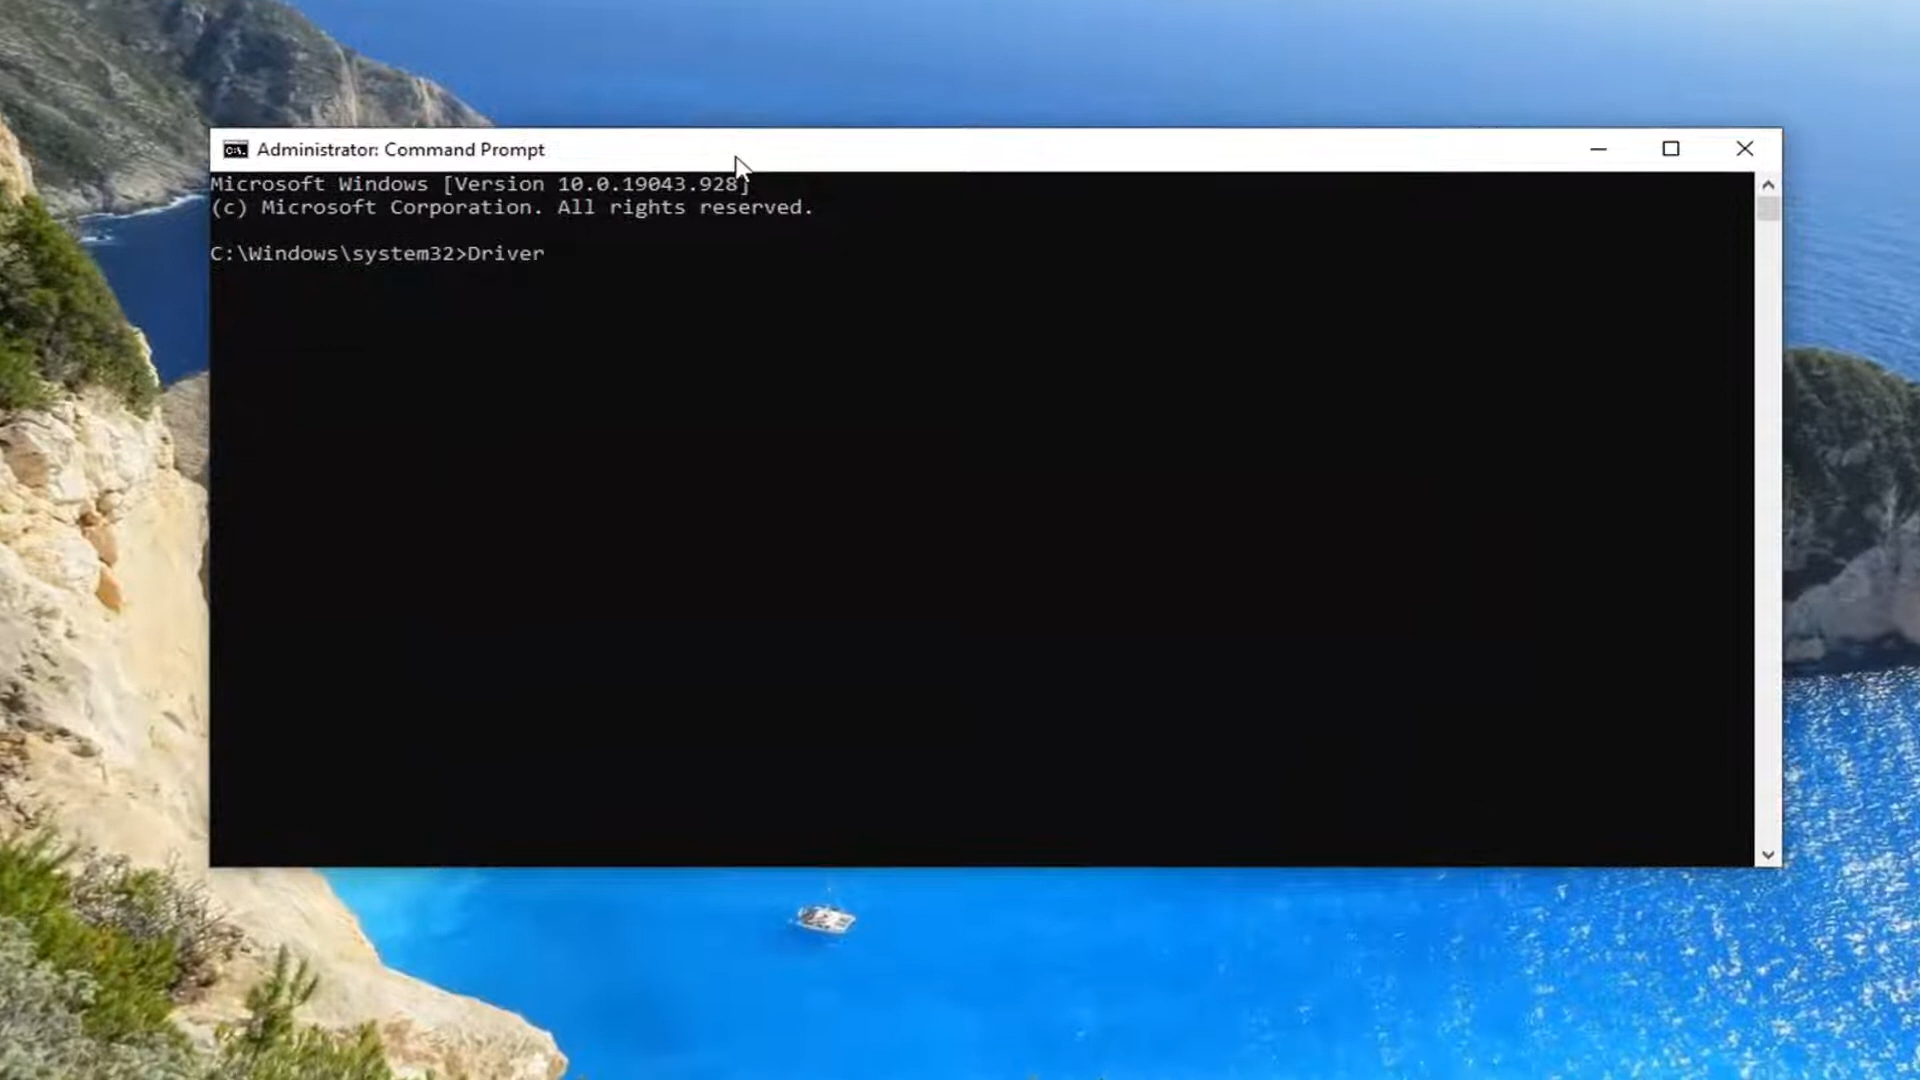 Administrator: Command Prompt
Microsoft Windows [Version 10.0.19043.928]
(c) Microsoft Corporation. All rights reserved.
C:\Windows\system32>Driver